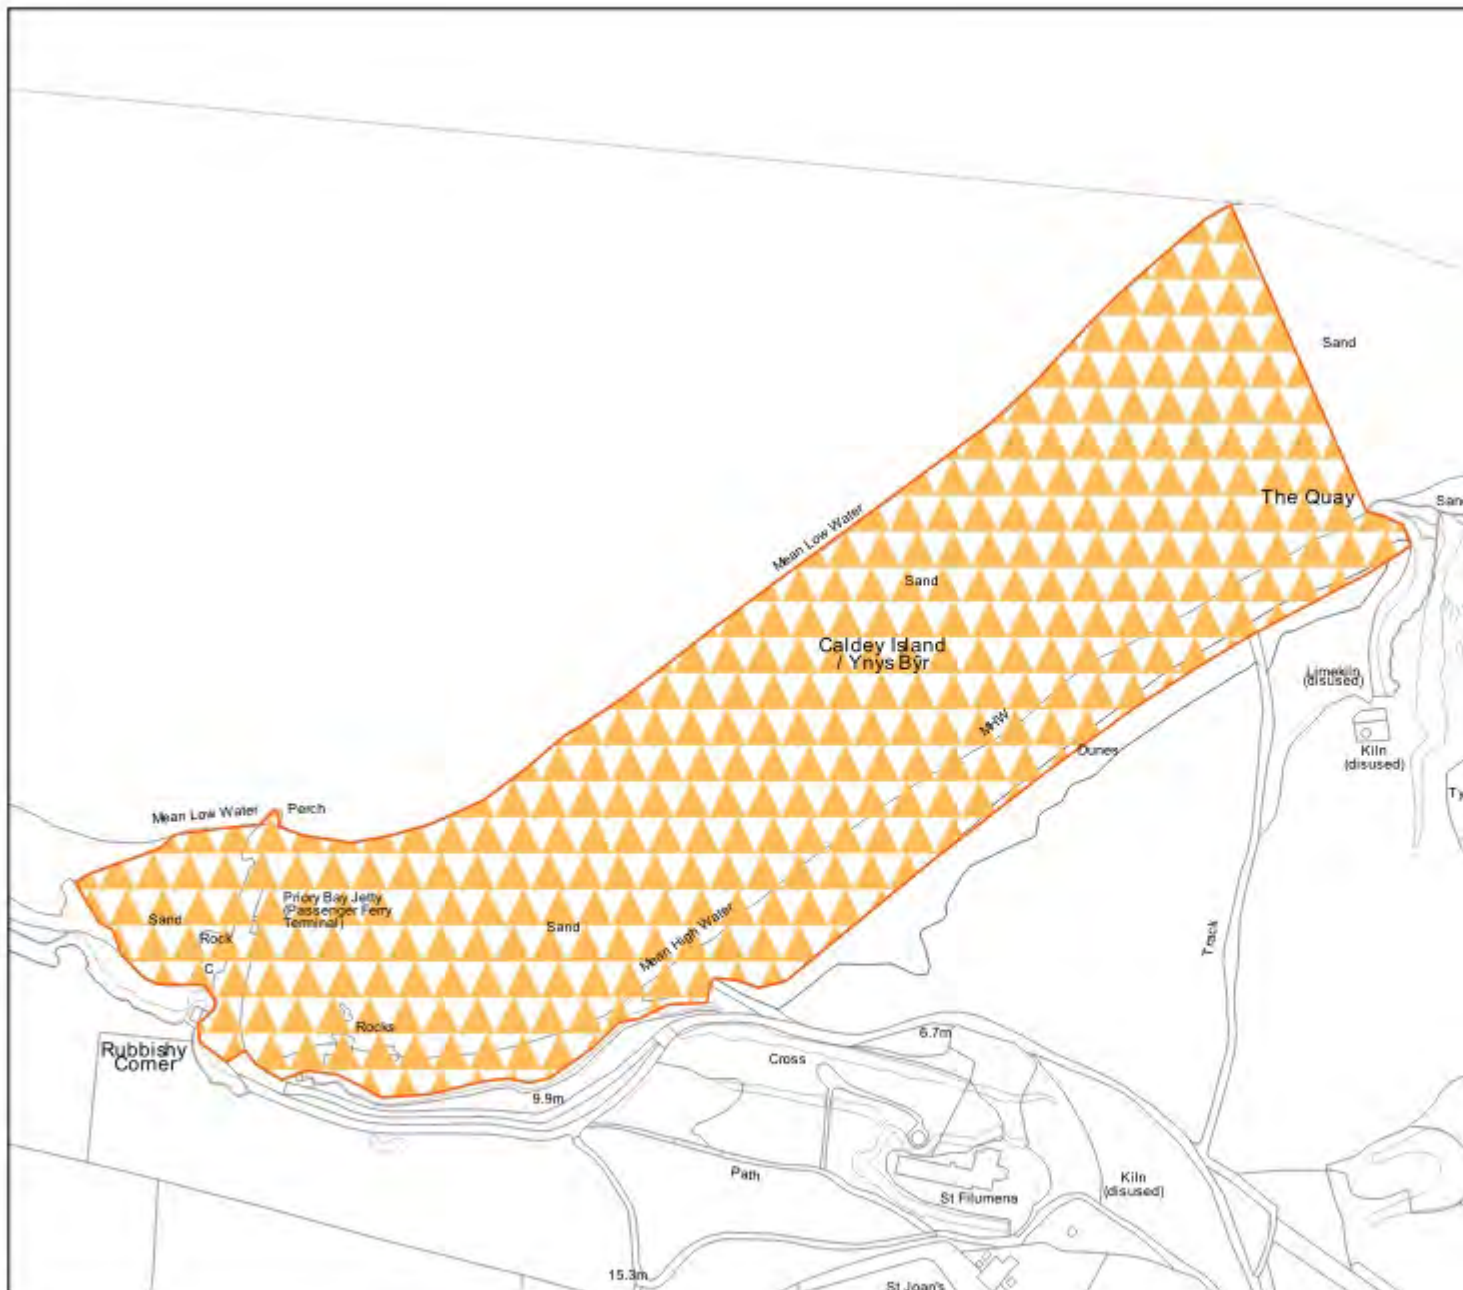 Sand
The Quay
Mean Low Water
Sand
Caldey Island
/ Ynys Bŷr
Limekiln
(disused)
MHW
Dunes
Kiln
(disused)
Mean Low Water
Perch
Priory Bay Jetty
(Passenger Ferry
Terminal)
Sand
Sand
Rock
Mean High Water
Track
C
Rocks
6.7m
Rubbishy
Corner
Cross
9.9m
Path
Kiln
(disused)
St Filumena
15.3m
St Joan's